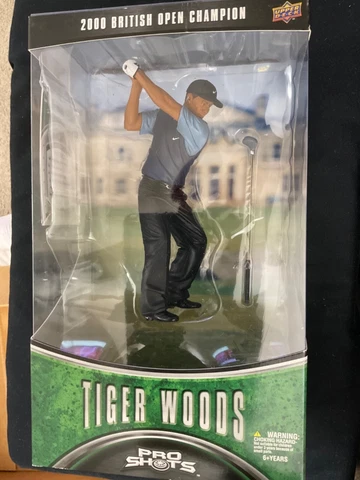 2000 BRITISH OPEN CHAMPION
UPPER
DECK
TIGER WOODS
PRO
SHOTS
WARNING:
CHOKING HAZARD-
6+YEARS